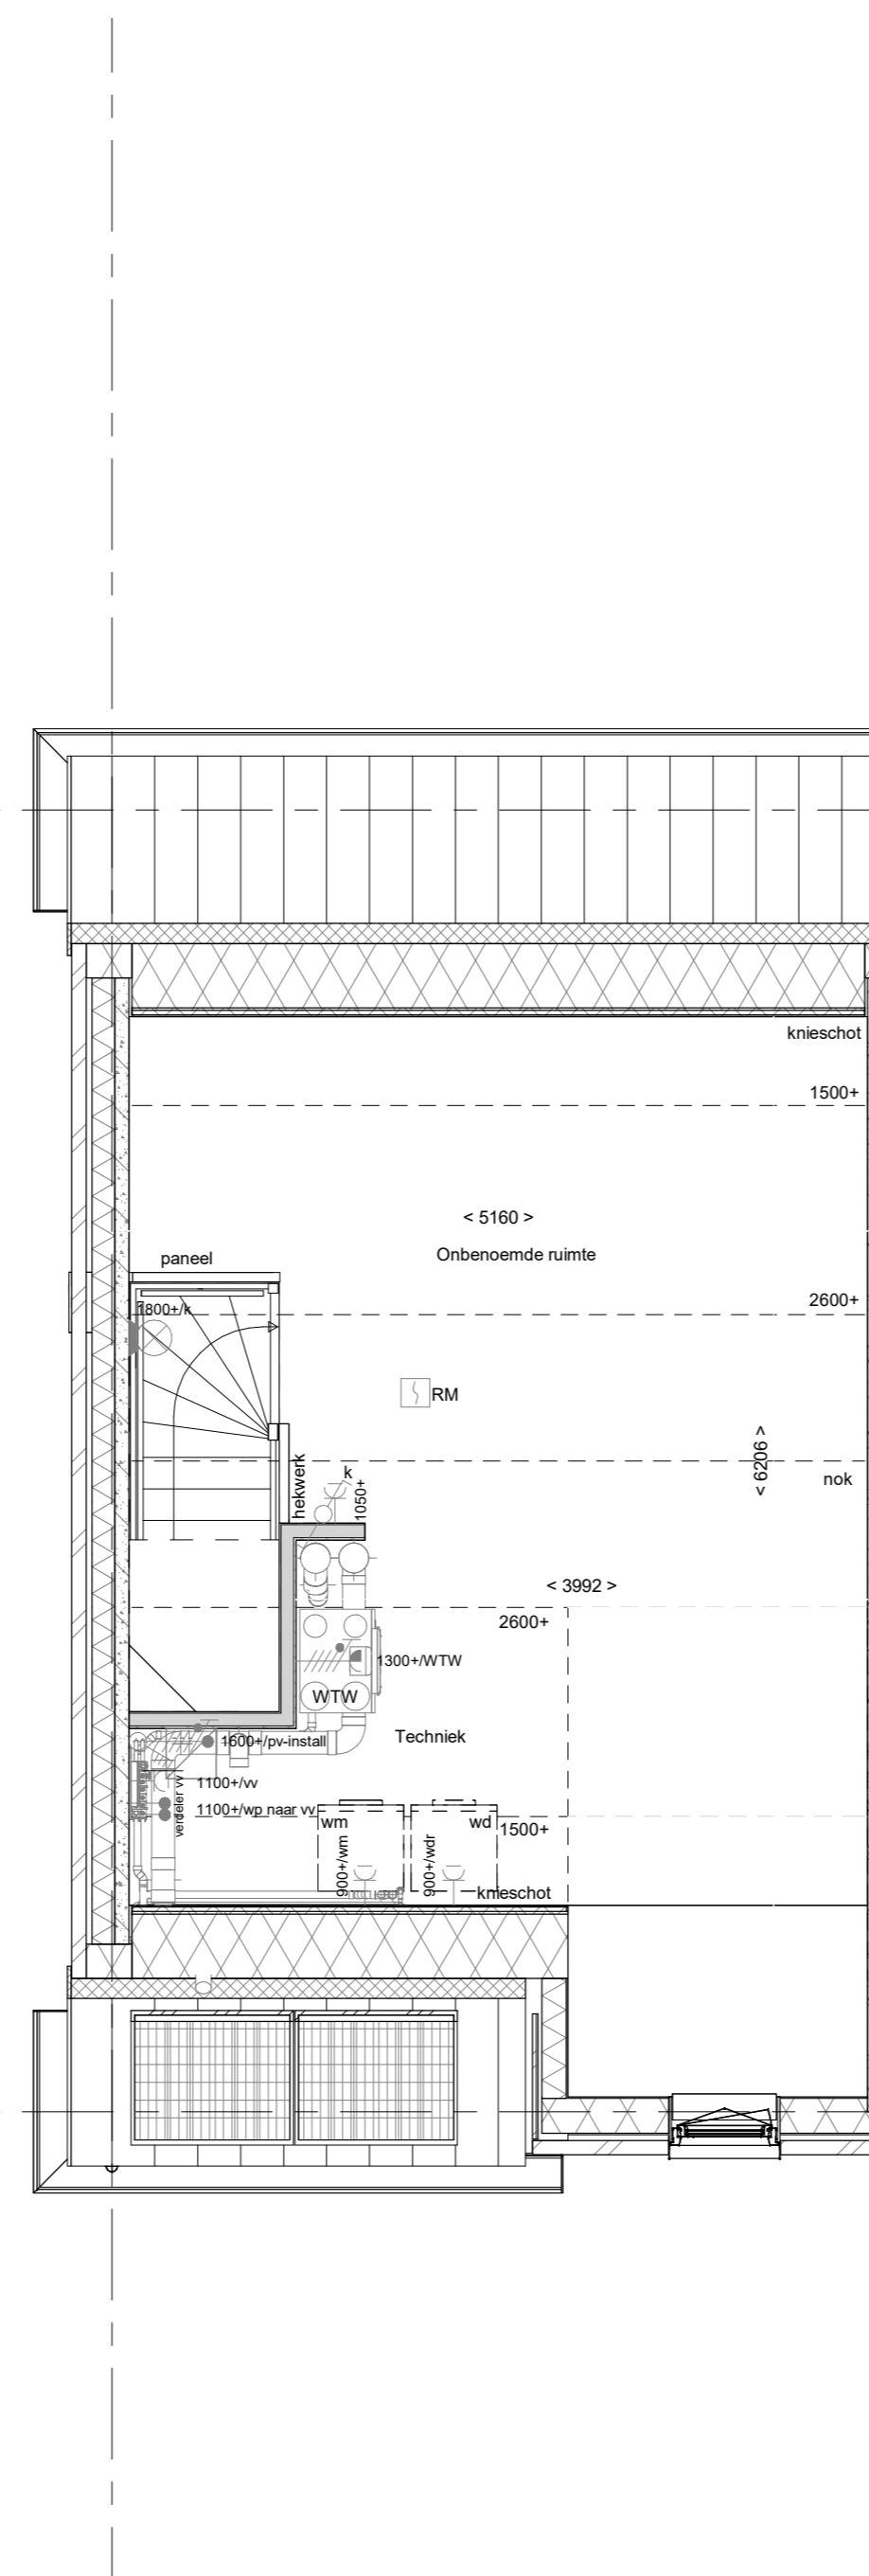 knieschot
1500+
< 5160 >
Onbenoemde ruimte
paneel
2600+
1800+/k
RM
< 6206 >
hekwerk
k
1050+
nok
< 3992 >
2600+
1300+/WTW
WTW
Techniek
1600+/pv-install
1100+/vv
verdeler vv
1100+/wp naar vv
wm
wd
1500+
900+/wm
900+/wdr
knieschot